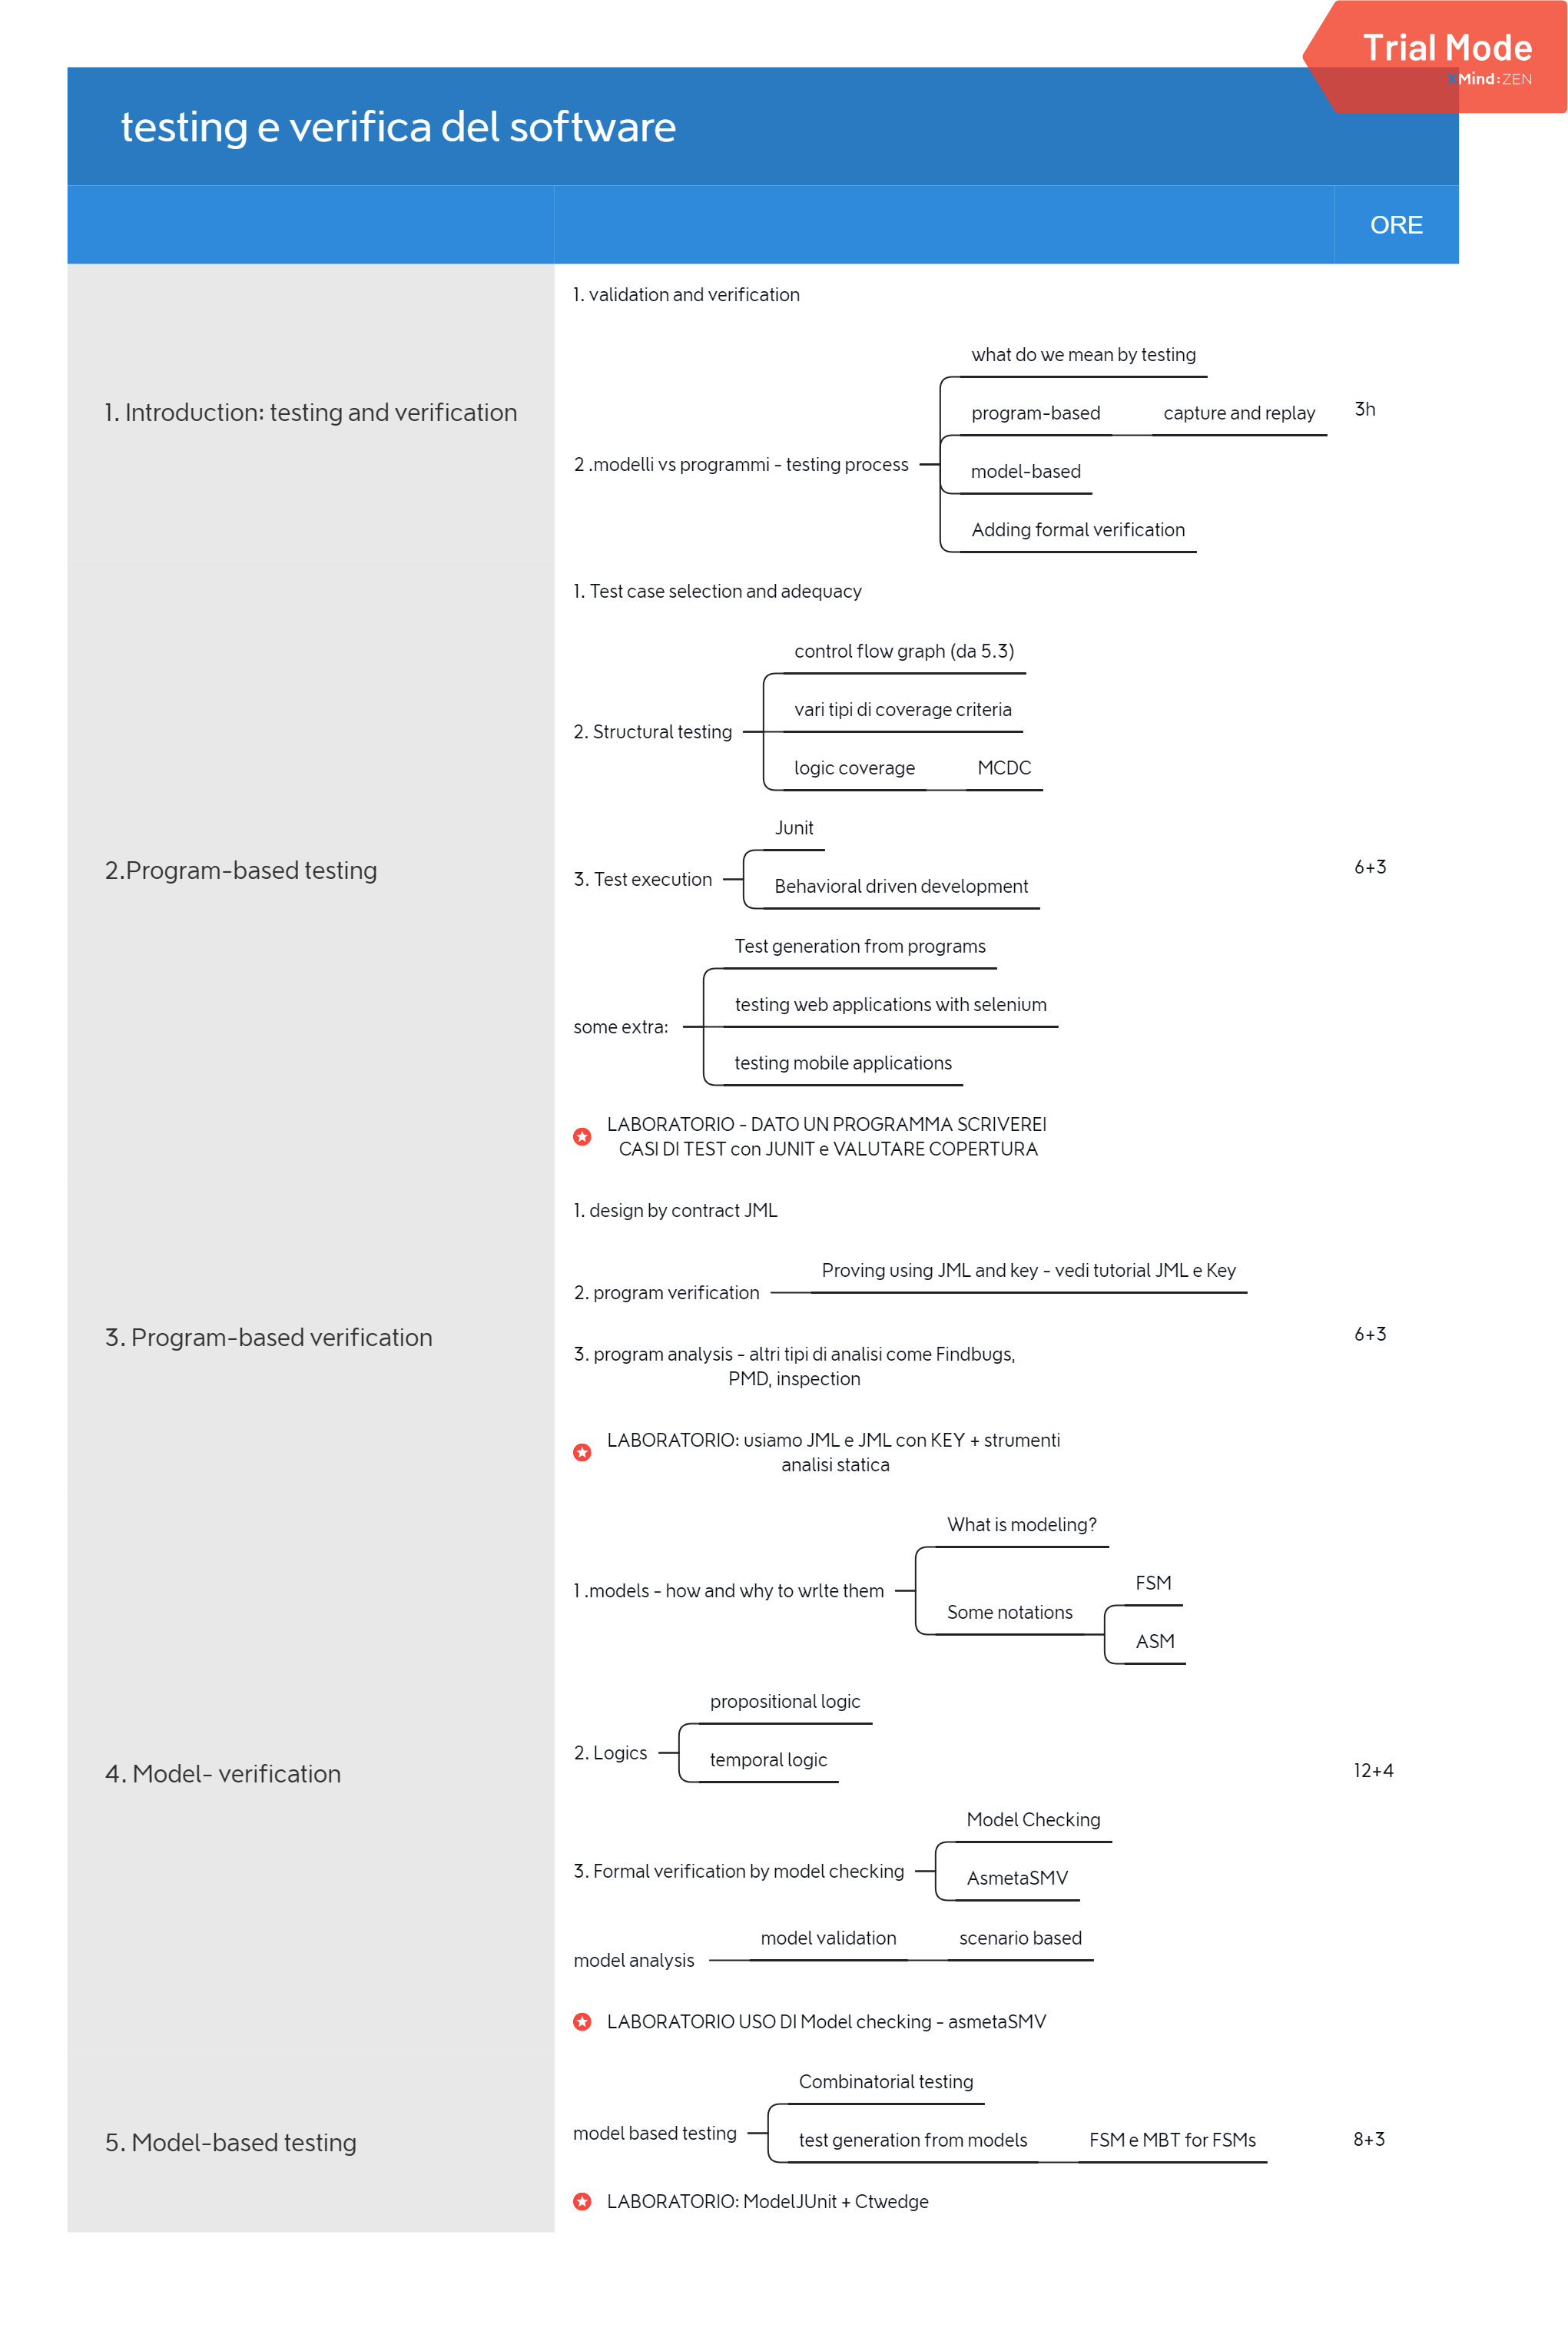 Trial Mode
XMind:ZEN
testing e verifica del software
ORE
1. Introduction: testing and verification
1. validation and verification
2 .modelli vs programmi - testing process
what do we mean by testing
program-based
capture and replay
model-based
Adding formal verification
3h
2.Program-based testing
1. Test case selection and adequacy
2. Structural testing
control flow graph (da 5.3)
vari tipi di coverage criteria
logic coverage
MCDC
3. Test execution
Junit
Behavioral driven development
some extra:
Test generation from programs
testing web applications with selenium
testing mobile applications
LABORATORIO - DATO UN PROGRAMMA SCRIVEREI
CASI DI TEST con JUNIT e VALUTARE COPERTURA
6+3
3. Program-based verification
1. design by contract JML
2. program verification
Proving using JML and key - vedi tutorial JML e Key
3. program analysis - altri tipi di analisi come Findbugs,
PMD, inspection
LABORATORIO: usiamo JML e JML con KEY + strumenti
analisi statica
6+3
4. Model- verification
1 .models - how and why to wrIte them
What is modeling?
Some notations
FSM
ASM
2. Logics
propositional logic
temporal logic
3. Formal verification by model checking
Model Checking
AsmetaSMV
model analysis
model validation
scenario based
LABORATORIO USO DI Model checking - asmetaSMV
12+4
5. Model-based testing
model based testing
Combinatorial testing
test generation from models
FSM e MBT for FSMs
LABORATORIO: ModelJUnit + Ctwedge
8+3